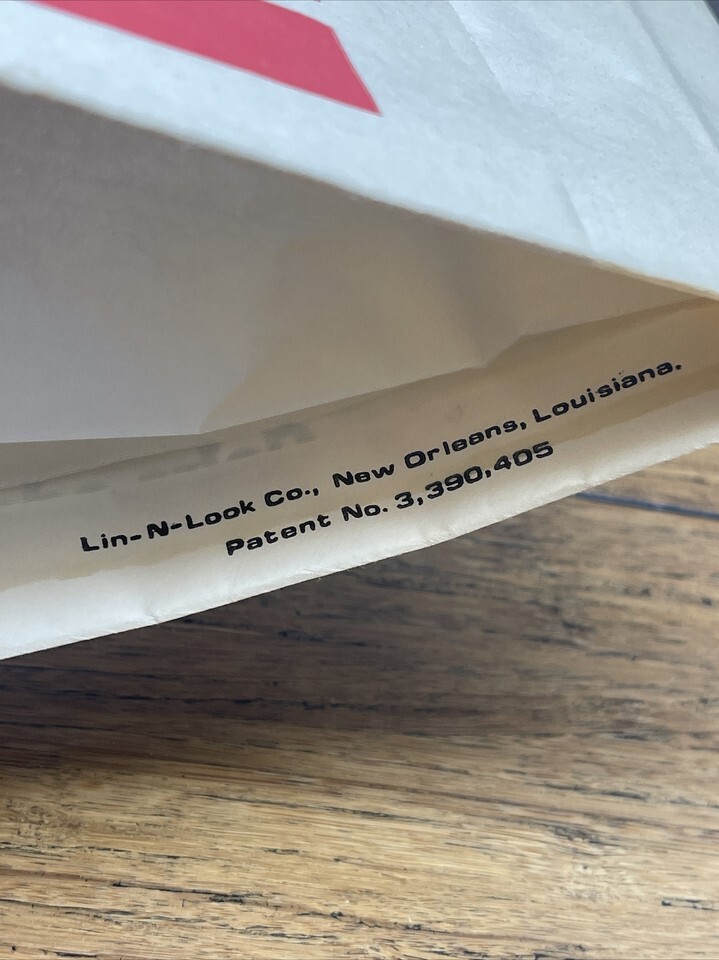 Lin-N-Look Co., New Orleans, Louisiana.
Patent No. 3,390,405